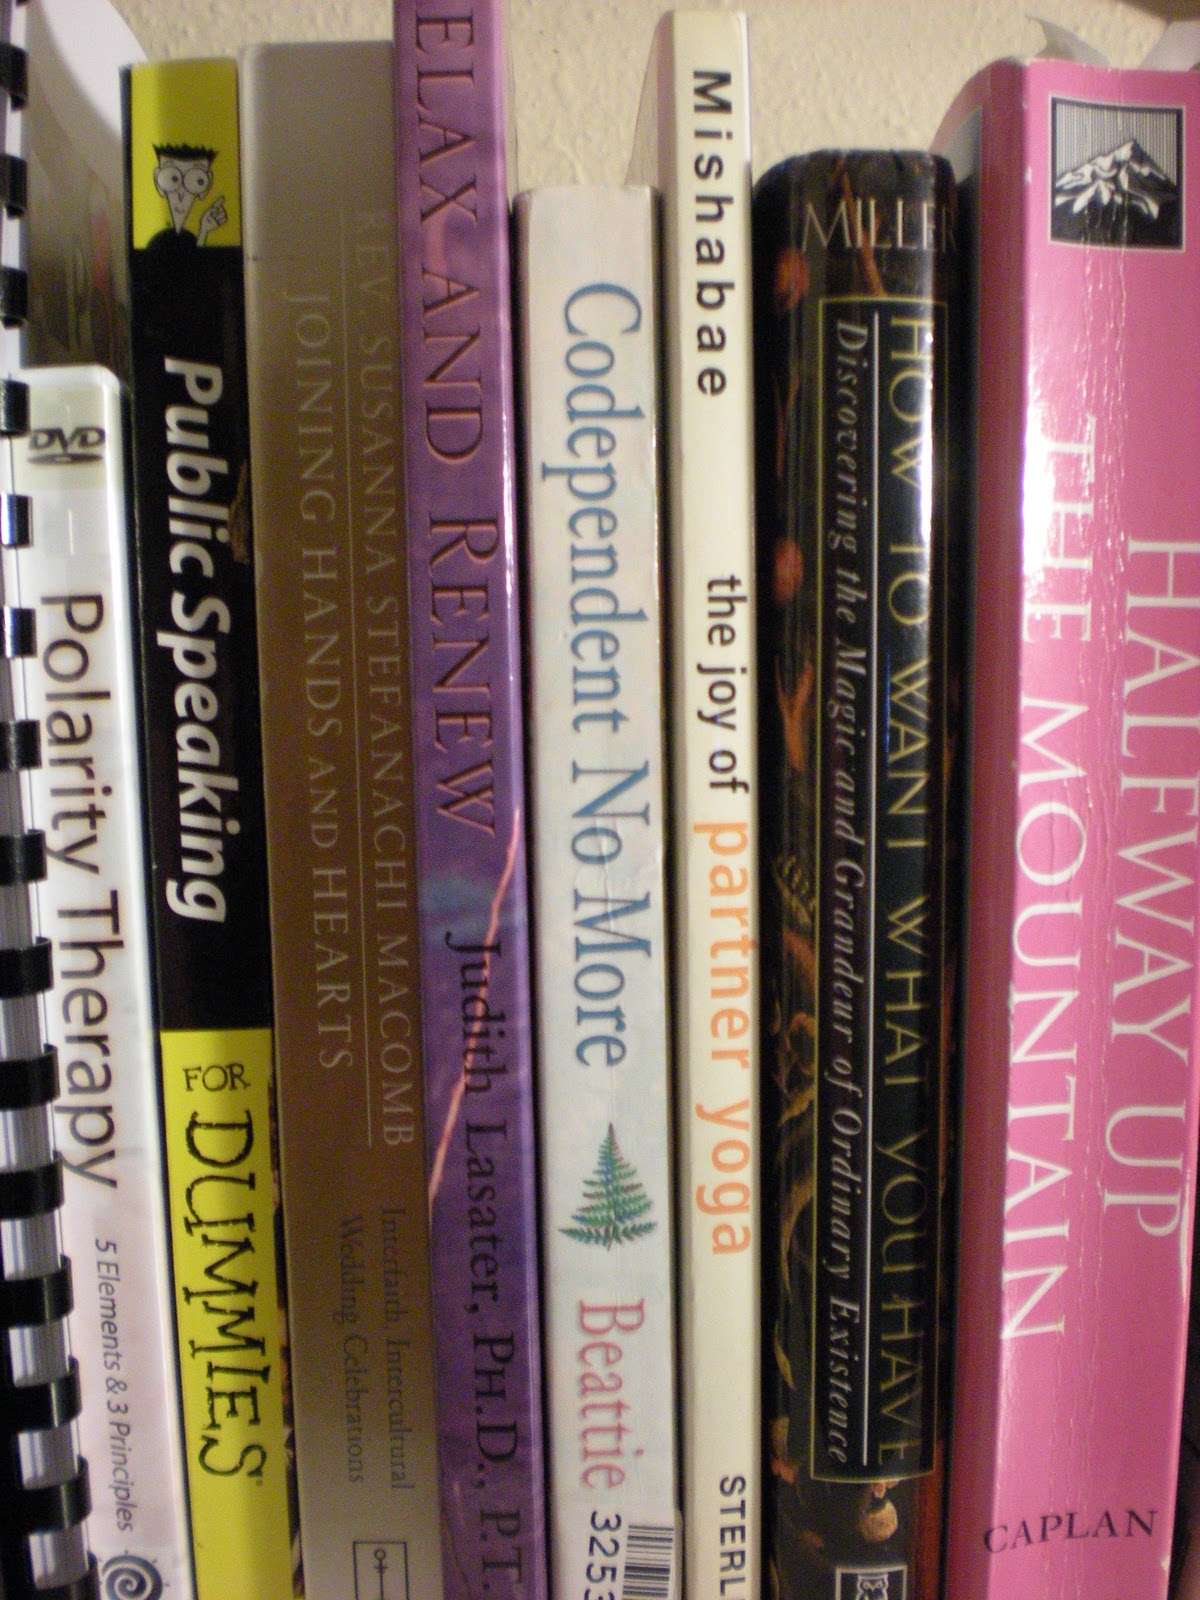 DVD
Polarity Therapy
5 Elements & 3 Principles
Public Speaking
FOR
DUMMIES
REV. SUSANNA STEFANACHI MACOMB
JOINING HANDS AND HEARTS
Interfaith, Intercultural
Wedding Celebrations
ELAX AND RENEW
Judith Lasater, PH.D., P.T.
Codependent No More
Beattie
3253
Mishabae
the joy of partner yoga
STERL
MILLER
HOW TO WANT WHAT YOU HAVE
Discovering the Magic and Grandeur of Ordinary Existence
HALFWAY UP
THE MOUNTAIN
CAPLAN